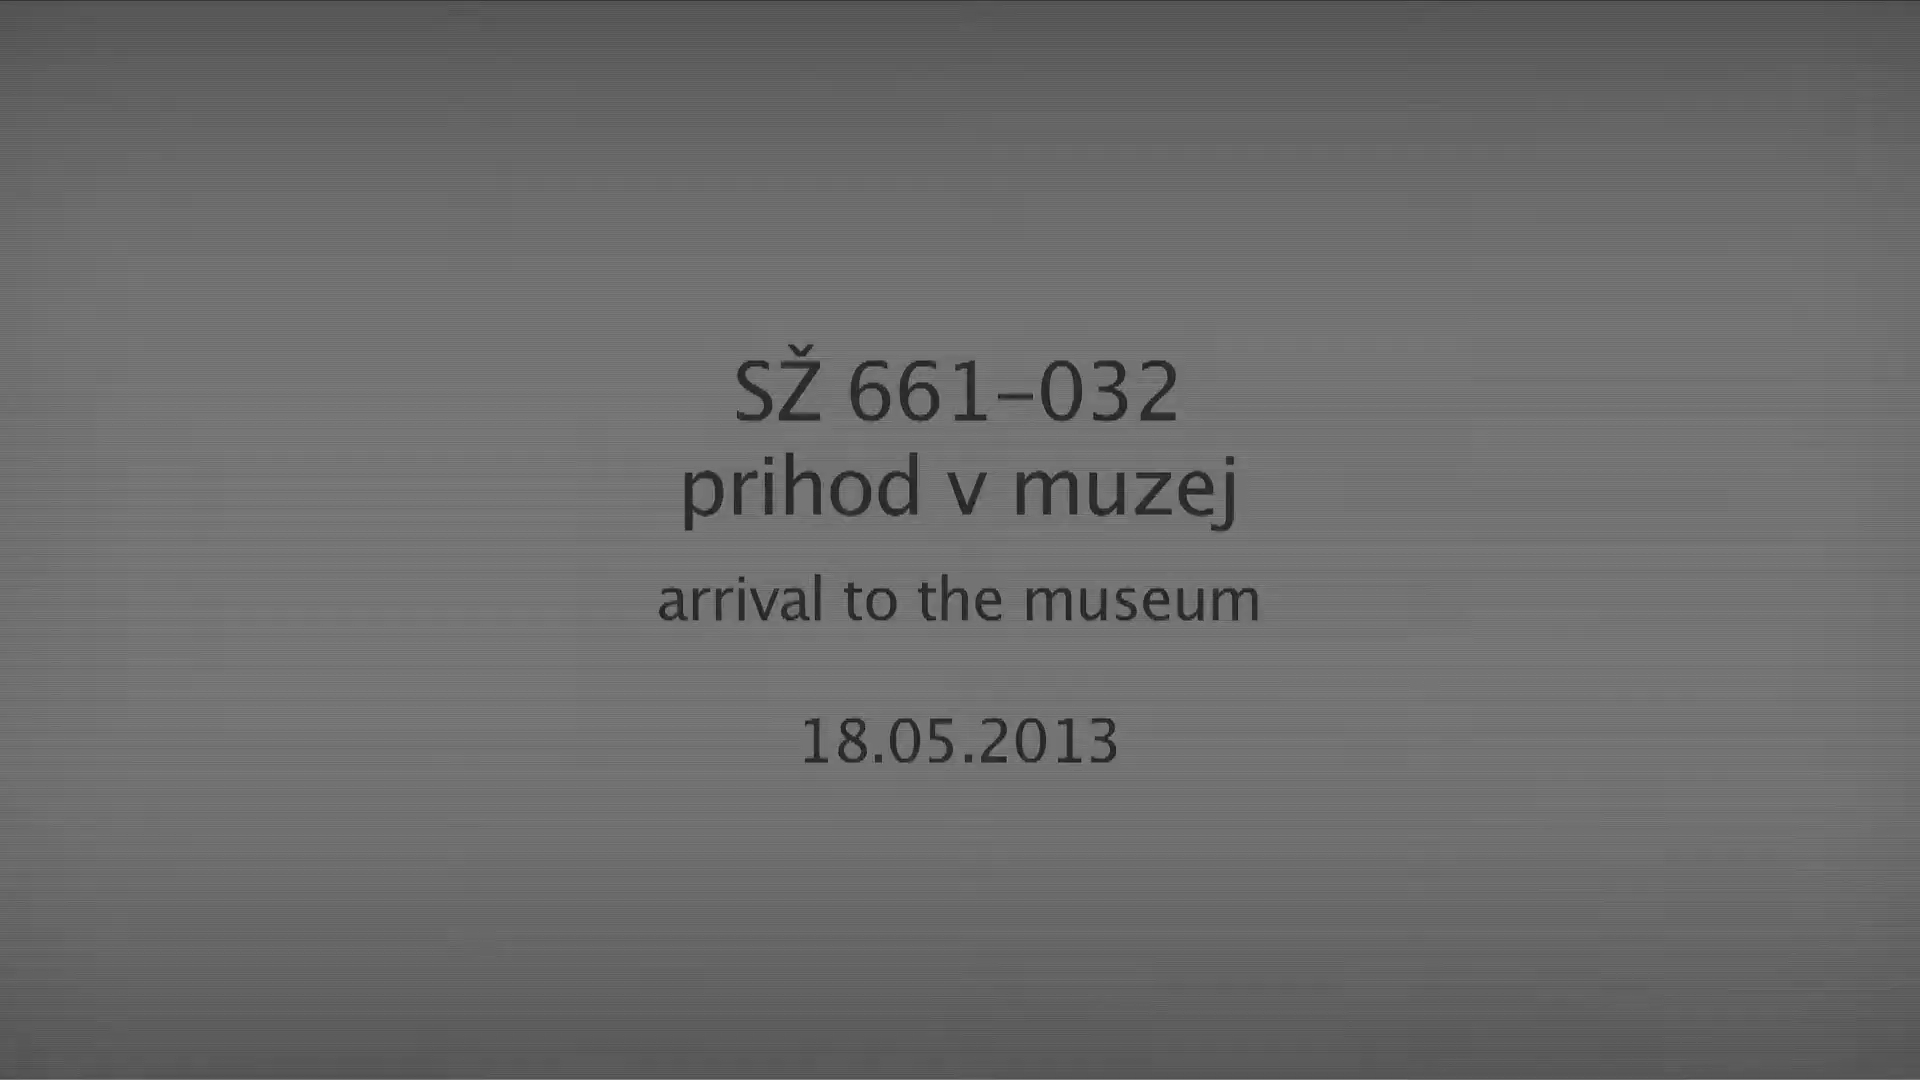 SŽ 661-032
prihod v muzej
arrival to the museum
18.05.2013